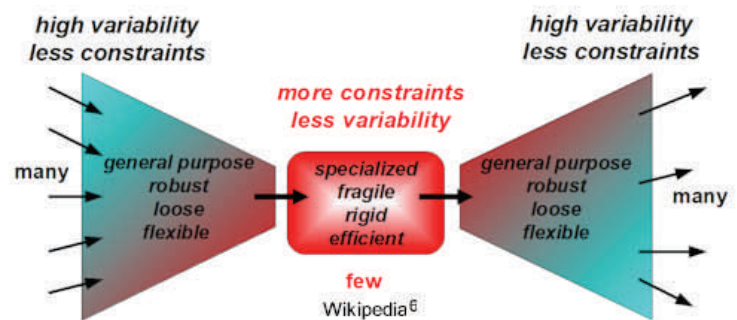 high variability
less constraints
many
general purpose
robust
loose
flexible
more constraints
less variability
specialized
fragile
rigid
efficient
few
Wikipedia6
high variability
less constraints
general purpose
robust
loose
flexible
many